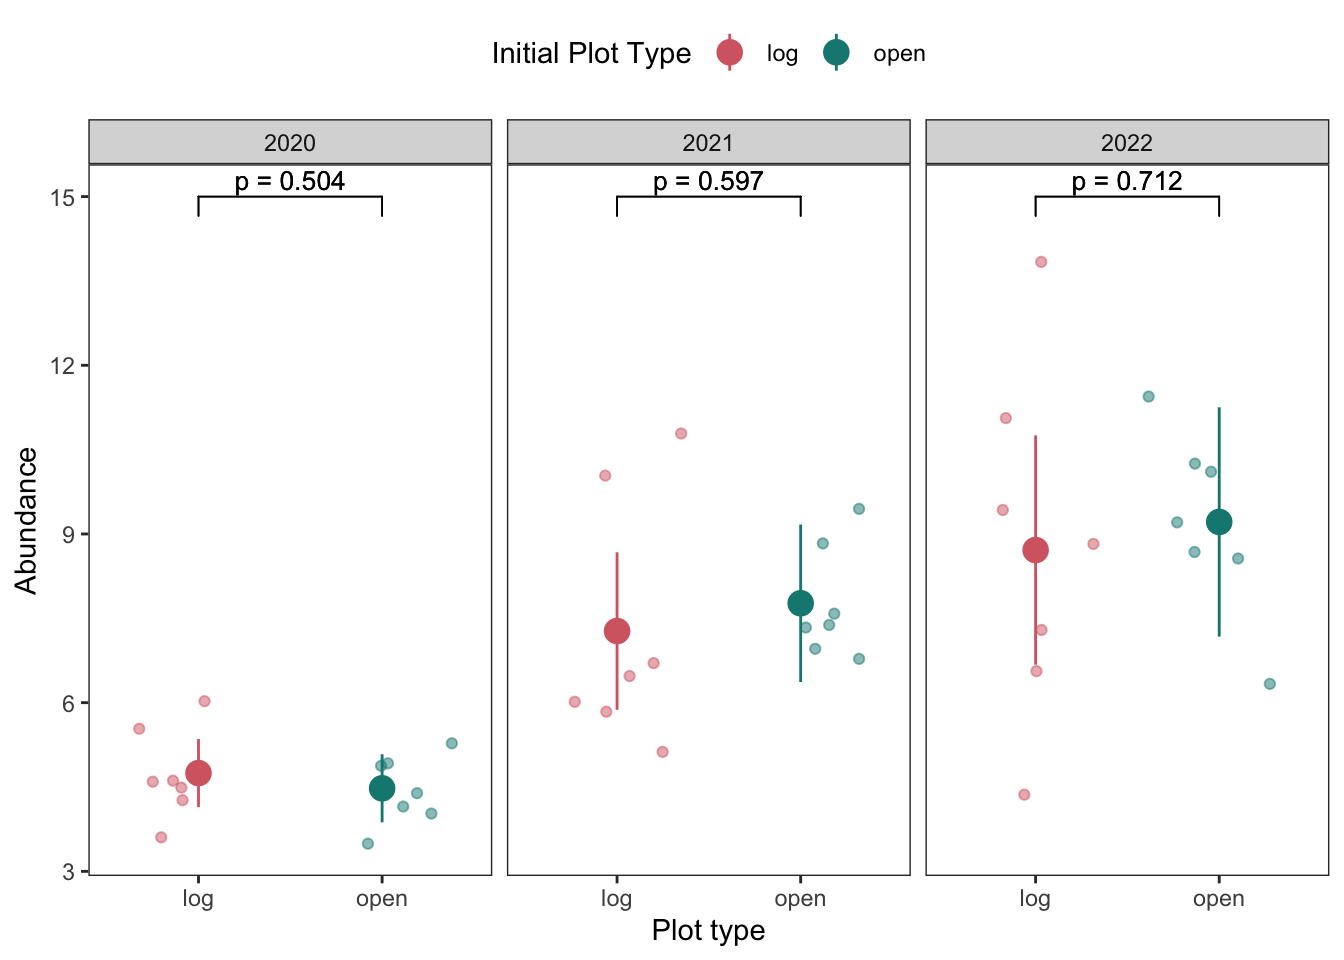 Initial Plot Type log open
2020 2021 2022
p = 0.504 p = 0.597 p = 0.712
15
12
9
6
3
Abundance
log open log open log open
Plot type